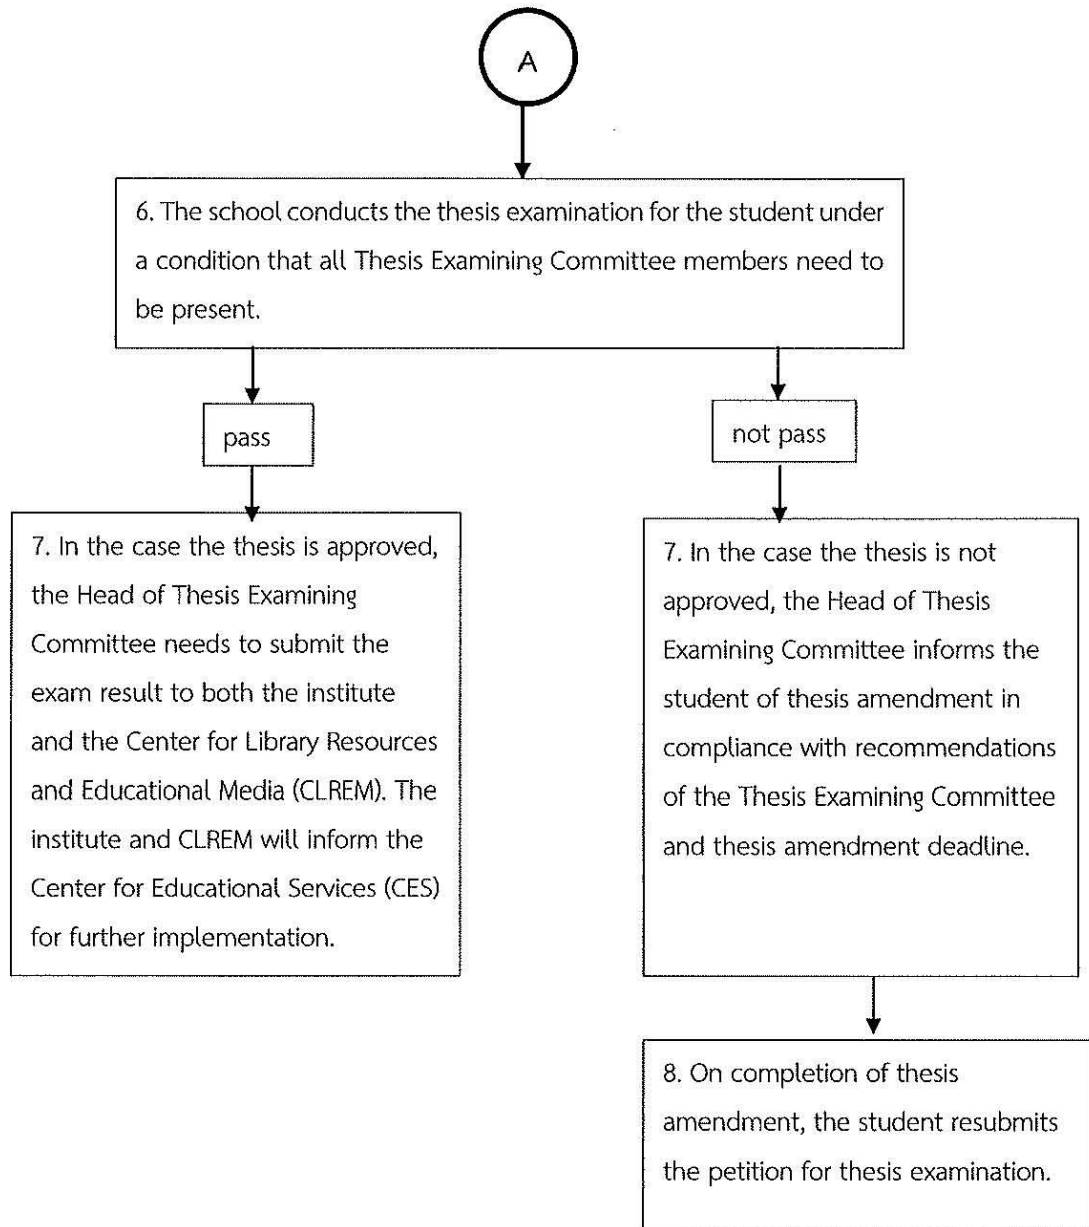 A
6. The school conducts the thesis examination for the student under
a condition that all Thesis Examining Committee members need to
be present.
pass
not pass
7. In the case the thesis is approved,
the Head of Thesis Examining
Committee needs to submit the
exam result to both the institute
and the Center for Library Resources
and Educational Media (CLREM). The
institute and CLREM will inform the
Center for Educational Services (CES)
for further implementation.
7. In the case the thesis is not
approved, the Head of Thesis
Examining Committee informs the
student of thesis amendment in
compliance with recommendations
of the Thesis Examining Committee
and thesis amendment deadline.
8. On completion of thesis
amendment, the student resubmits
the petition for thesis examination.